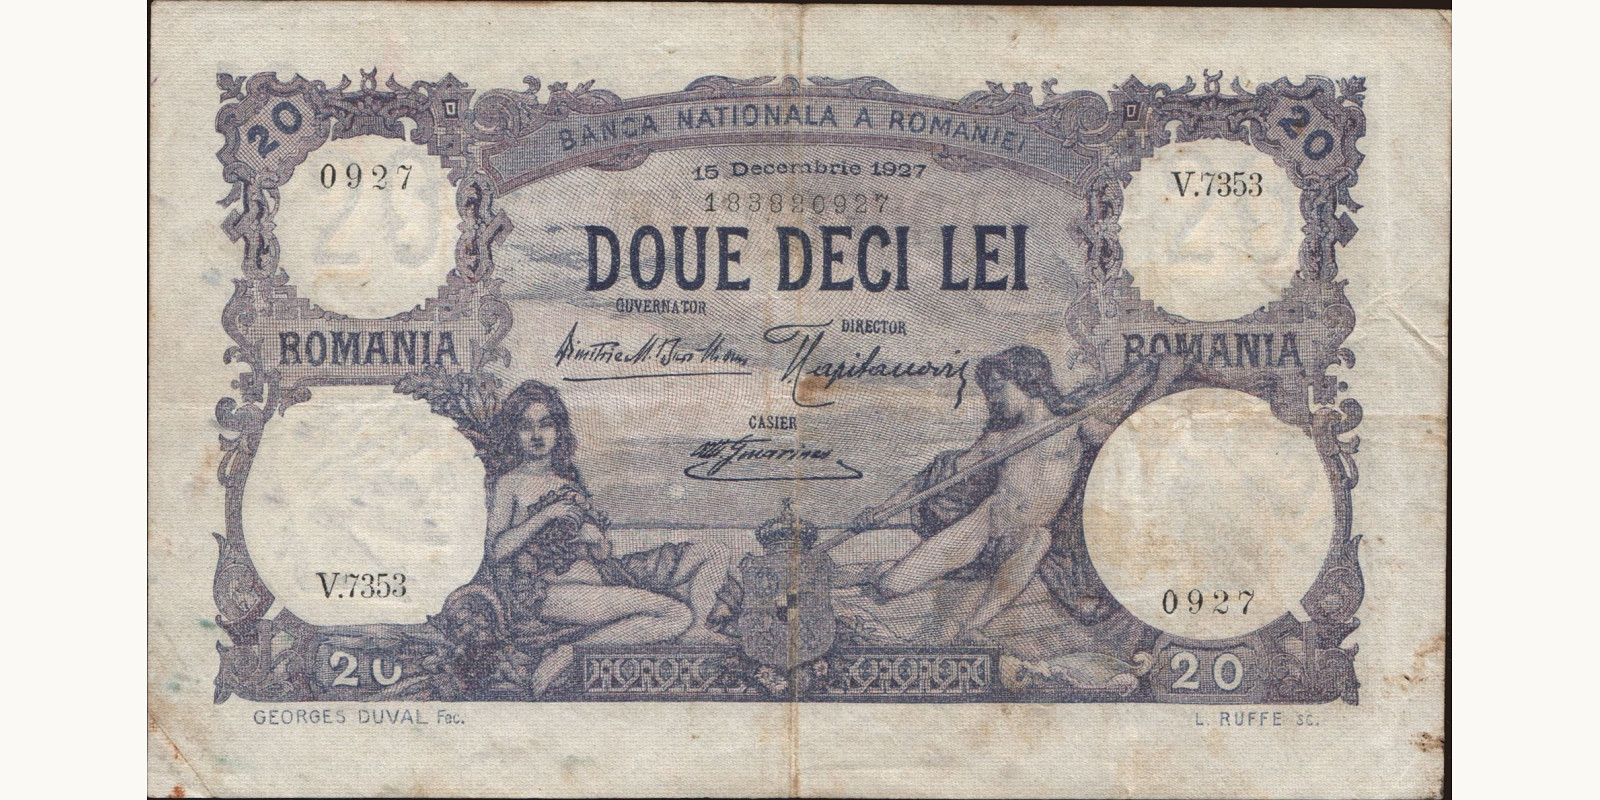 20 20
BANCA NATIONALA A ROMANIEI
15 Decembrie 1927
0927 V.7353
183820927
DOUE DECI LEI
GUVERNATOR
DIRECTOR
ROMANIA ROMANIA
CASIER
V.7353 0927
20 20
GEORGES DUVAL Fec. L. RUFFE sc.